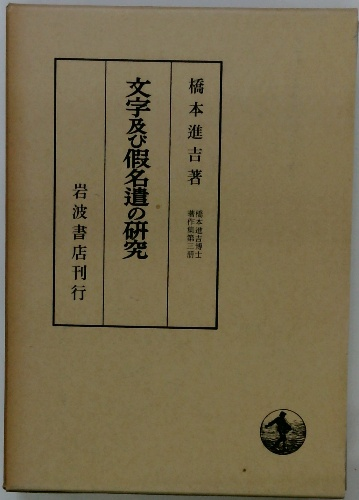 橋本進吉著
橋本進吉博士
著作集第三册
文字及び假名遣の硏究
岩波書店刊行